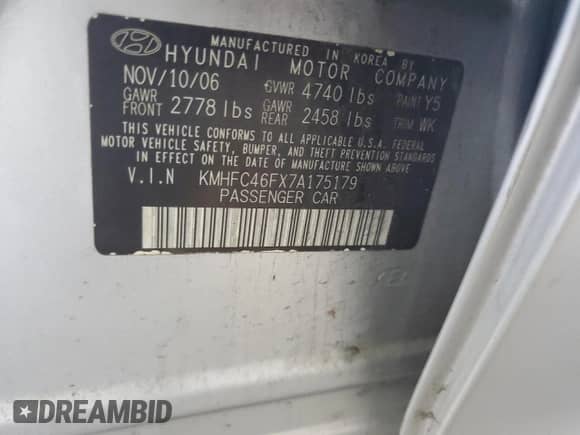 MANUFACTURED IN KOREA BY
HYUNDAI MOTOR COMPANY
NOV/10/06 GVWR 4740 lbs PAINT Y5
GAWR FRONT 2778 lbs GAWR REAR 2458 lbs TRIM WK
THIS VEHICLE CONFORMS TO ALL APPLICABLE U.S.A. FEDERAL
MOTOR VEHICLE SAFETY, BUMPER, AND THEFT PREVENTION STANDARDS
IN EFFECT ON THE DATE OF MANUFACTURE SHOWN ABOVE.
V.I.N KMHFC46FX7A175179
PASSENGER CAR
DREAMBID